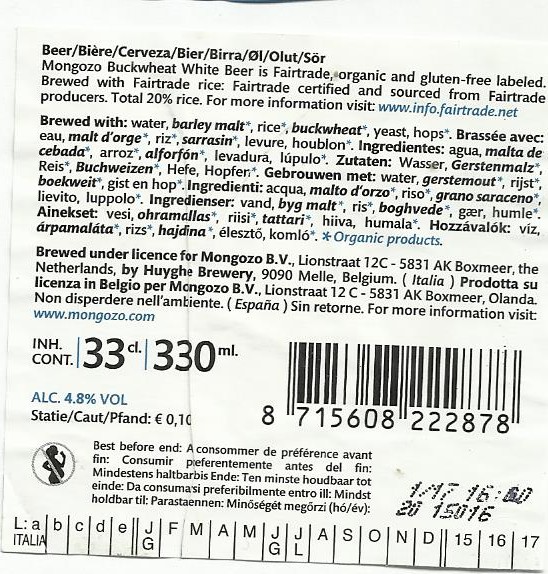 Beer/Bière/Cerveza/Bier/Birra/Øl/Olut/Sör
Mongozo Buckwheat White Beer is Fairtrade, organic and gluten-free labeled.
Brewed with Fairtrade rice: Fairtrade certified and sourced from Fairtrade
producers. Total 20% rice. For more information visit: www.info.fairtrade.net
Brewed with: water, barley malt*, rice*, buckwheat*, yeast, hops*. Brassée avec:
eau, malt d'orge*, riz*, sarrasin*, levure, houblon*. Ingredientes: agua, malta de
cebada*, arroz*, alforfón*, levadura, lúpulo*. Zutaten: Wasser, Gerstenmalz*,
Reis*, Buchweizen*, Hefe, Hopfen*. Gebrouwen met: water, gerstemout*, rijst*,
boekweit*, gist en hop*. Ingredienti: acqua, malto d'orzo*, riso*, grano saraceno*,
lievito, luppolo*. Ingredienser: vand, byg malt*, ris*, boghvede*, gær, humle*.
Ainekset: vesi, ohramallas*, riisi*, tattari*, hiiva, humala*. Hozzávalók: víz,
árpamaláta*, rizs*, hajdina*, élesztő, komló*. *Organic products.
Brewed under licence for Mongozo B.V., Lionstraat 12C - 5831 AK Boxmeer, the
Netherlands, by Huyghe Brewery, 9090 Melle, Belgium. ( Italia ) Prodotta su
licenza in Belgio per Mongozo B.V., Lionstraat 12 C - 5831 AK Boxmeer, Olanda.
Non disperdere nell'ambiente. ( España ) Sin retorne. For more information visit:
www.mongozo.com
INH.
CONT. 33 cl. 330 ml.
ALC. 4.8% VOL
Statie/Caut/Pfand: € 0,10
8 715608 222878
Best before end: A consommer de préférence avant
fin: Consumir preferentemente antes del fin:
Mindestens haltbarbis Ende: Ten minste houdbaar tot
einde: Da consumasi preferibilmente entro ill: Mindst
holdbar til: Parastaennen: Minőségét megőrzi (hó/év):
1/17 16:
20 15016
L: a b c d e J F M A M J J A S O N D 15 16 17
ITALIA G G L